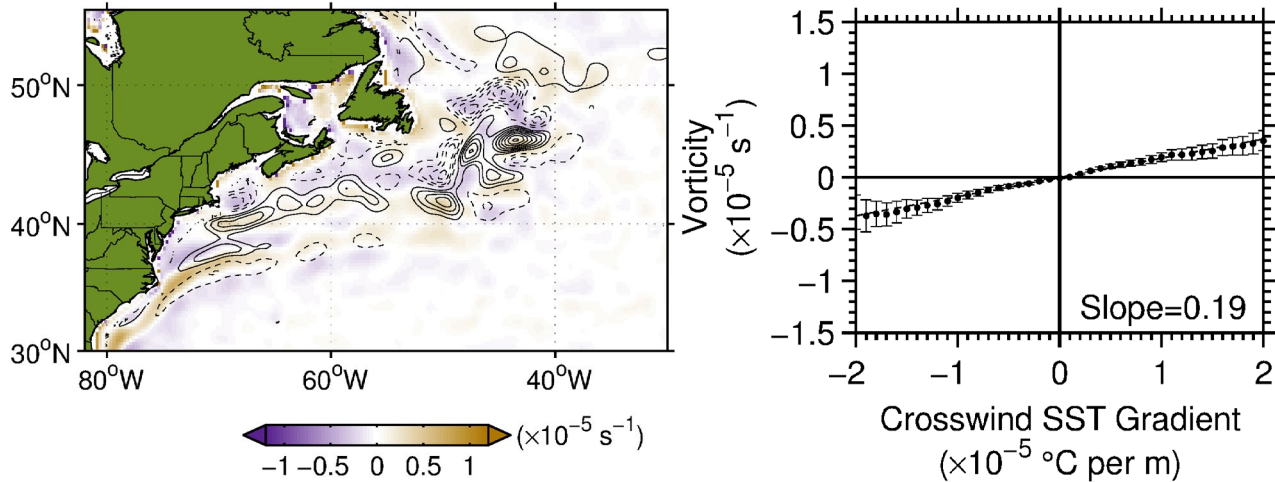 50°N
40°N
30°N
80°W 60°W 40°W
(×10⁻⁵ s⁻¹)
−1 −0.5 0 0.5 1
Vorticity
(×10⁻⁵ s⁻¹)
1.5
1
0.5
0
−0.5
−1
−1.5
Slope=0.19
−2 −1 0 1 2
Crosswind SST Gradient
(×10⁻⁵ °C per m)